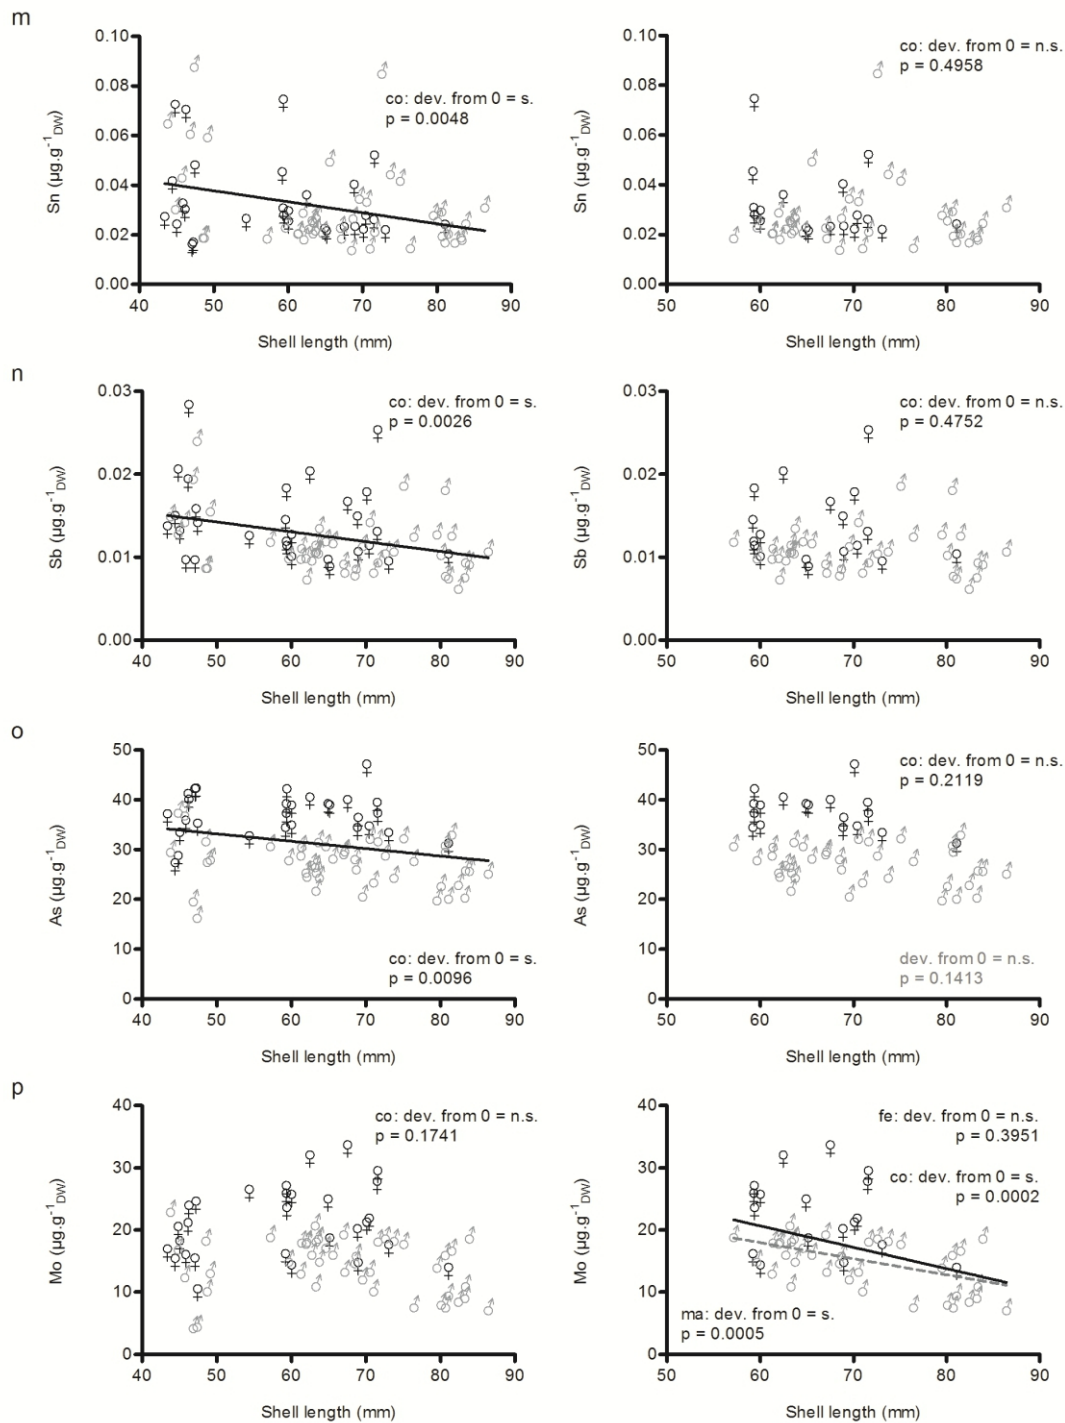 m
0.10
0.08
0.06
0.04
0.02
0.00
Sn (µg.g-1DW)
co: dev. from 0 = s.
p = 0.0048
40 50 60 70 80 90
Shell length (mm)
0.10
0.08
0.06
0.04
0.02
0.00
Sn (µg.g-1DW)
co: dev. from 0 = n.s.
p = 0.4958
50 60 70 80 90
Shell length (mm)
n
0.03
0.02
0.01
0.00
Sb (µg.g-1DW)
co: dev. from 0 = s.
p = 0.0026
40 50 60 70 80 90
Shell length (mm)
0.03
0.02
0.01
0.00
Sb (µg.g-1DW)
co: dev. from 0 = n.s.
p = 0.4752
50 60 70 80 90
Shell length (mm)
o
50
40
30
20
10
0
As (µg.g-1DW)
co: dev. from 0 = s.
p = 0.0096
40 50 60 70 80 90
Shell length (mm)
50
40
30
20
10
0
As (µg.g-1DW)
co: dev. from 0 = n.s.
p = 0.2119
dev. from 0 = n.s.
p = 0.1413
50 60 70 80 90
Shell length (mm)
p
40
30
20
10
0
Mo (µg.g-1DW)
co: dev. from 0 = n.s.
p = 0.1741
40 50 60 70 80 90
Shell length (mm)
40
30
20
10
0
Mo (µg.g-1DW)
fe: dev. from 0 = n.s.
p = 0.3951
co: dev. from 0 = s.
p = 0.0002
ma: dev. from 0 = s.
p = 0.0005
50 60 70 80 90
Shell length (mm)